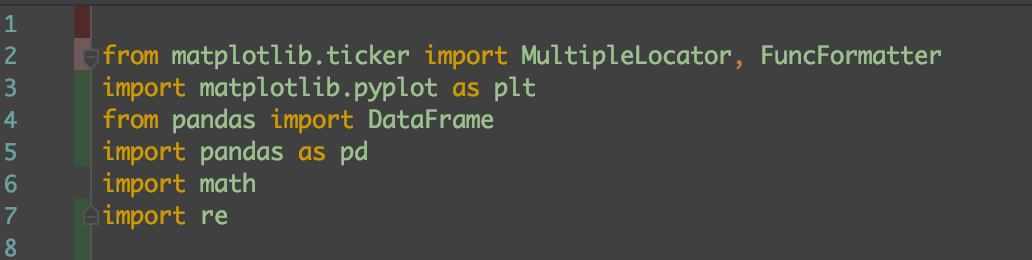 1
2 from matplotlib.ticker import MultipleLocator, FuncFormatter
3 import matplotlib.pyplot as plt
4 from pandas import DataFrame
5 import pandas as pd
6 import math
7 import re
8